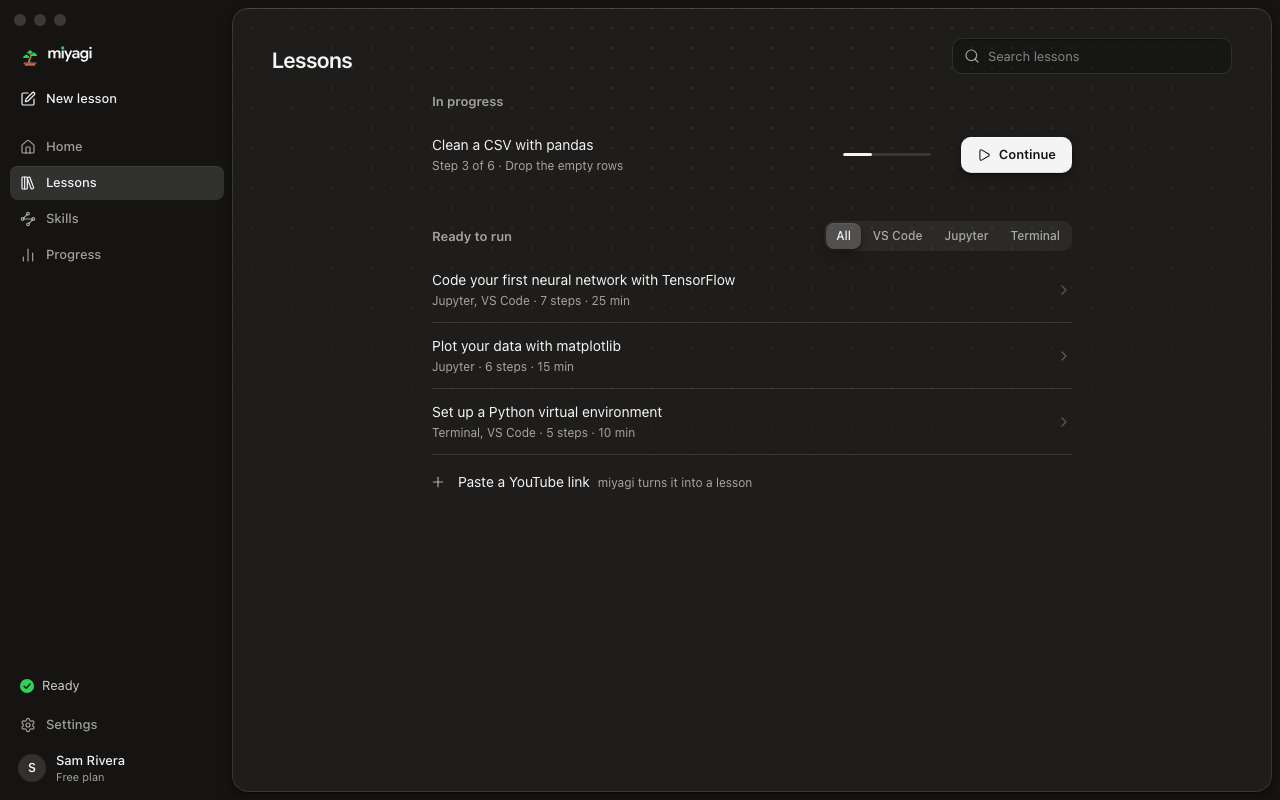 miyagi
New lesson
Home
Lessons
Skills
Progress
Ready
Settings
S
Sam Rivera
Free plan
Lessons
Search lessons
In progress
Clean a CSV with pandas
Step 3 of 6 · Drop the empty rows
Continue
Ready to run
All
VS Code
Jupyter
Terminal
Code your first neural network with TensorFlow
Jupyter, VS Code · 7 steps · 25 min
Plot your data with matplotlib
Jupyter · 6 steps · 15 min
Set up a Python virtual environment
Terminal, VS Code · 5 steps · 10 min
Paste a YouTube link miyagi turns it into a lesson